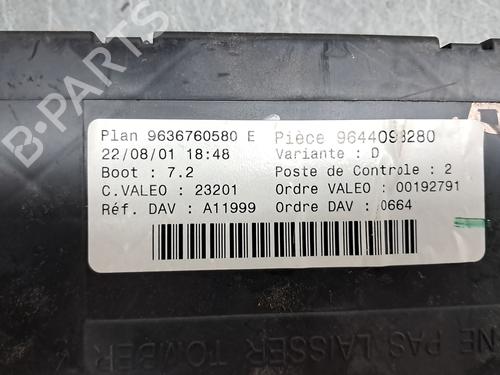 Plan 9636760580 E Pièce 9644098280
22/08/01 18:48 Variante : D
Boot : 7.2 Poste de Controle : 2
C.VALEO : 23201 Ordre VALEO : 00192791
Réf. DAV : A11999 Ordre DAV : 0664
NE PAS LAISSER TOMBER
B-PARTS